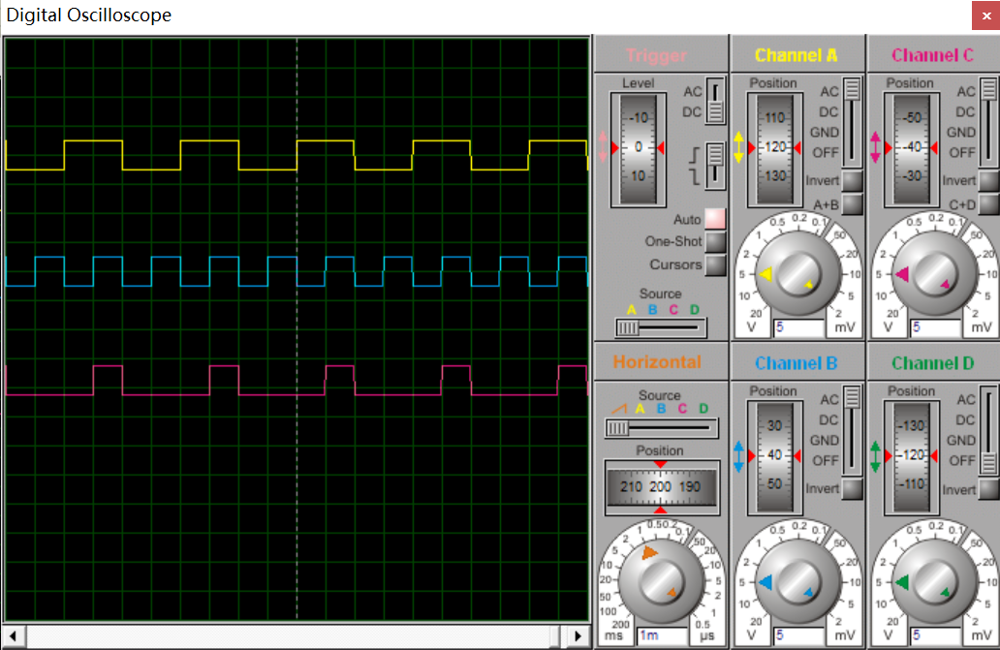 Digital Oscilloscope
Trigger
Level
-10
0
10
AC
DC
Auto
One-Shot
Cursors
Source
A B C D
Channel A
Position
110
120
130
AC
DC
GND
OFF
Invert
A+B
20 10 5 2 1 0.5 0.2 0.1 50 20 10 5 2
V
5
mV
Channel C
Position
-50
-40
-30
AC
DC
GND
OFF
Invert
C+D
20 10 5 2 1 0.5 0.2 0.1 50 20 10 5 2
V
5
mV
Horizontal
Source
A B C D
Position
210 200 190
200 100 50 20 10 5 2 1 0.5 0.2 0.1 50 20 10 5 2 1 0.5
ms
1m
µS
Channel B
Position
30
40
50
AC
DC
GND
OFF
Invert
20 10 5 2 1 0.5 0.2 0.1 50 20 10 5 2
V
5
mV
Channel D
Position
-130
-120
-110
AC
DC
GND
OFF
Invert
20 10 5 2 1 0.5 0.2 0.1 50 20 10 5 2
V
5
mV